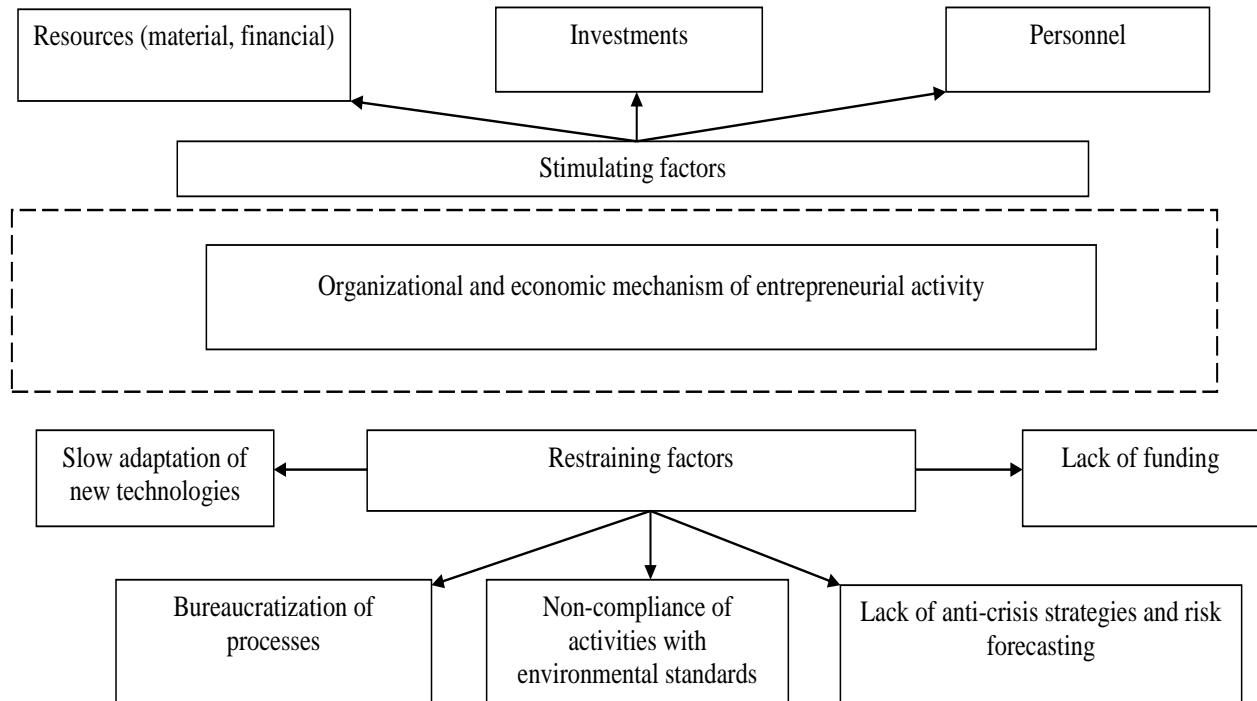 Resources (material, financial)
Investments
Personnel
Stimulating factors
Organizational and economic mechanism of entrepreneurial activity
Slow adaptation of
new technologies
Restraining factors
Lack of funding
Bureaucratization of
processes
Non-compliance of
activities with
environmental standards
Lack of anti-crisis strategies and risk
forecasting